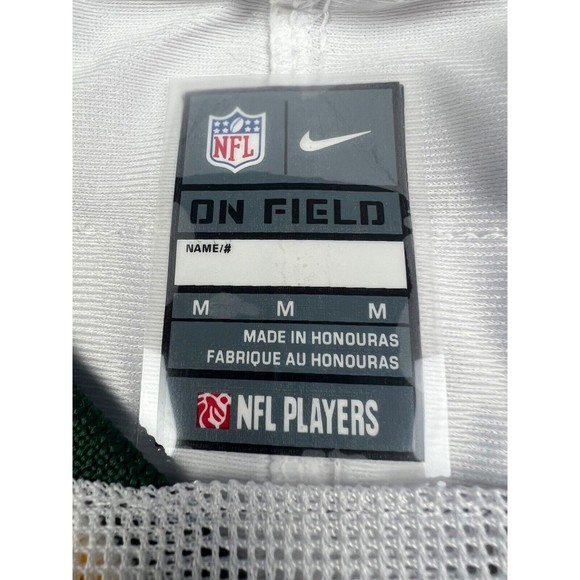 NFL
ON FIELD
NAME/#
M M M
MADE IN HONOURAS
FABRIQUE AU HONOURAS
NFL PLAYERS